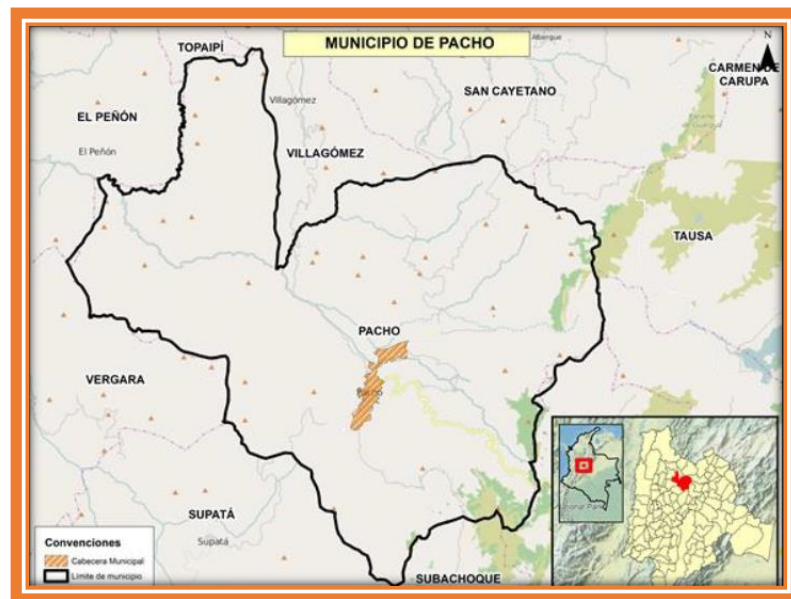 MUNICIPIO DE PACHO
TOPAIPÍ
Albergue
N
CARMEN DE
CARUPA
SAN CAYETANO
Villagómez
EL PEÑÓN
El Peñón
VILLAGÓMEZ
TAUSA
PACHO
VERGARA
SUPATÁ
Supatá
SUBACHOQUE
Convenciones
Cabecera Municipal
Límite de municipio